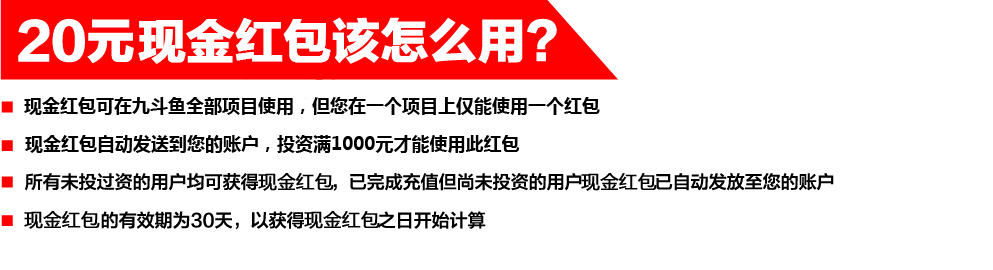 20元现金红包该怎么用?
现金红包可在九斗鱼全部项目使用，但您在一个项目上仅能使用一个红包
现金红包自动发送到您的账户，投资满1000元才能使用此红包
所有未投过资的用户均可获得现金红包，已完成充值但尚未投资的用户现金红包已自动发放至您的账户
现金红包的有效期为30天，以获得现金红包之日开始计算